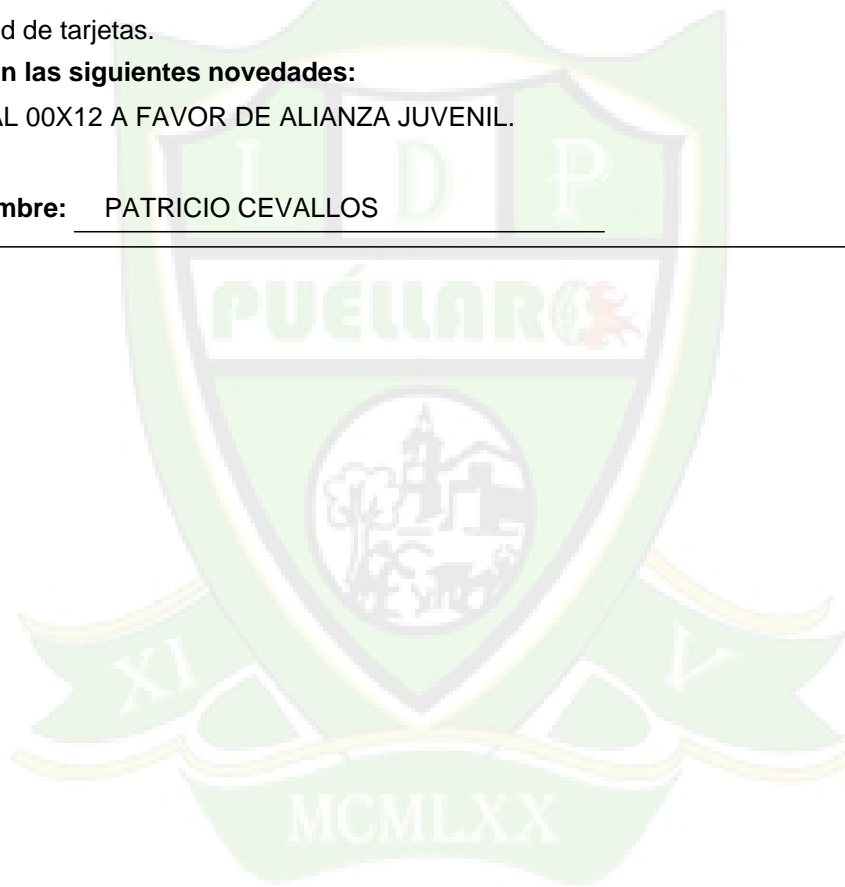 d de tarjetas.
n las siguientes novedades:
AL 00X12 A FAVOR DE ALIANZA JUVENIL.
mbre: PATRICIO CEVALLOS
I D P
PUÉLLARO
XI V
MCMLXX